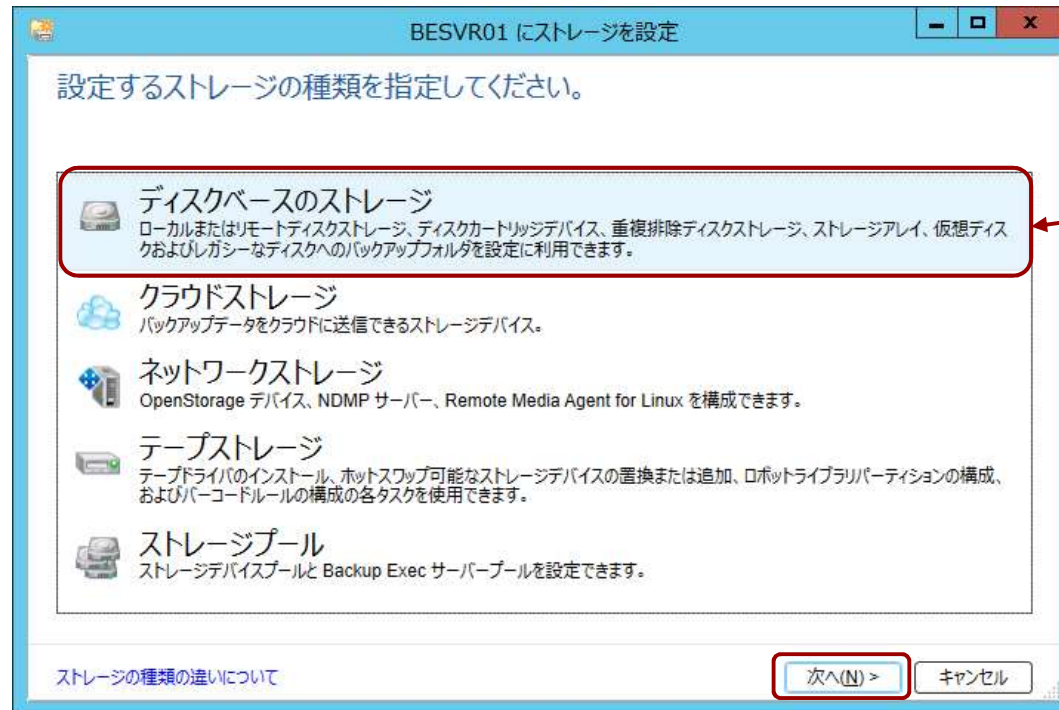 BESVR01 にストレージを設定
設定するストレージの種類を指定してください。
ディスクベースのストレージ
ローカルまたはリモートディスクストレージ、ディスクカートリッジデバイス、重複排除ディスクストレージ、ストレージアレイ、仮想ディス
クおよびレガシーなディスクへのバックアップフォルダを設定に利用できます。
クラウドストレージ
バックアップデータをクラウドに送信できるストレージデバイス。
ネットワークストレージ
OpenStorage デバイス、NDMP サーバー、Remote Media Agent for Linux を構成できます。
テープストレージ
テープドライバのインストール、ホットスワップ可能なストレージデバイスの置換または追加、ロボットライブラリパーティションの構成、
およびバーコードルールの構成の各タスクを使用できます。
ストレージプール
ストレージデバイスプールと Backup Exec サーバープールを設定できます。
ストレージの種類の違いについて
次へ(N) >
キャンセル